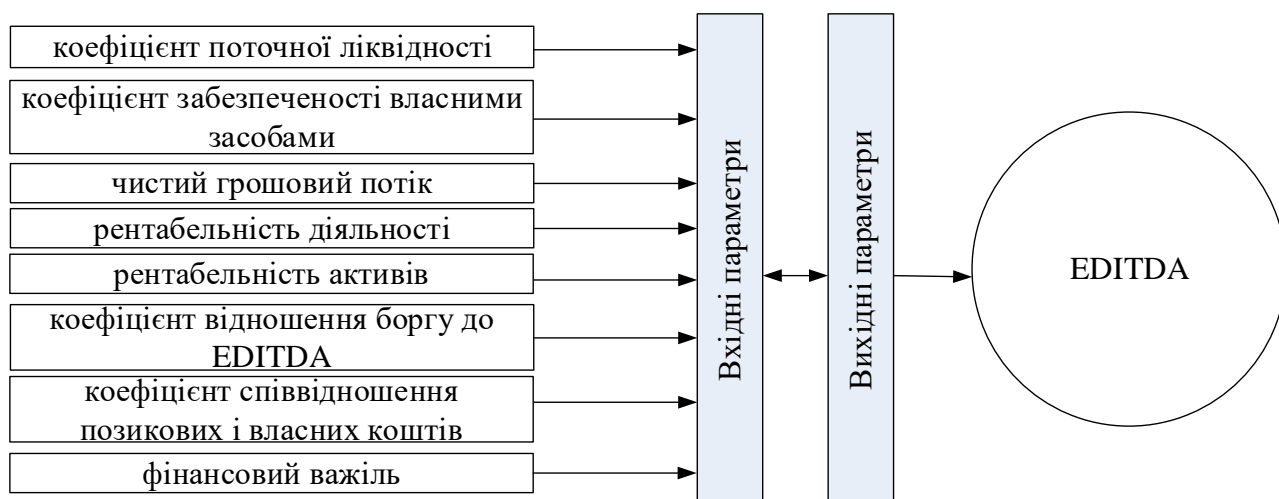 коефіцієнт поточної ліквідності
коефіцієнт забезпеченості власними
засобами
чистий грошовий потік
рентабельність діяльності
рентабельність активів
коефіцієнт відношення боргу до
EDITDA
коефіцієнт співвідношення
позикових і власних коштів
фінансовий важіль
Вхідні параметри
Вихідні параметри
EDITDA